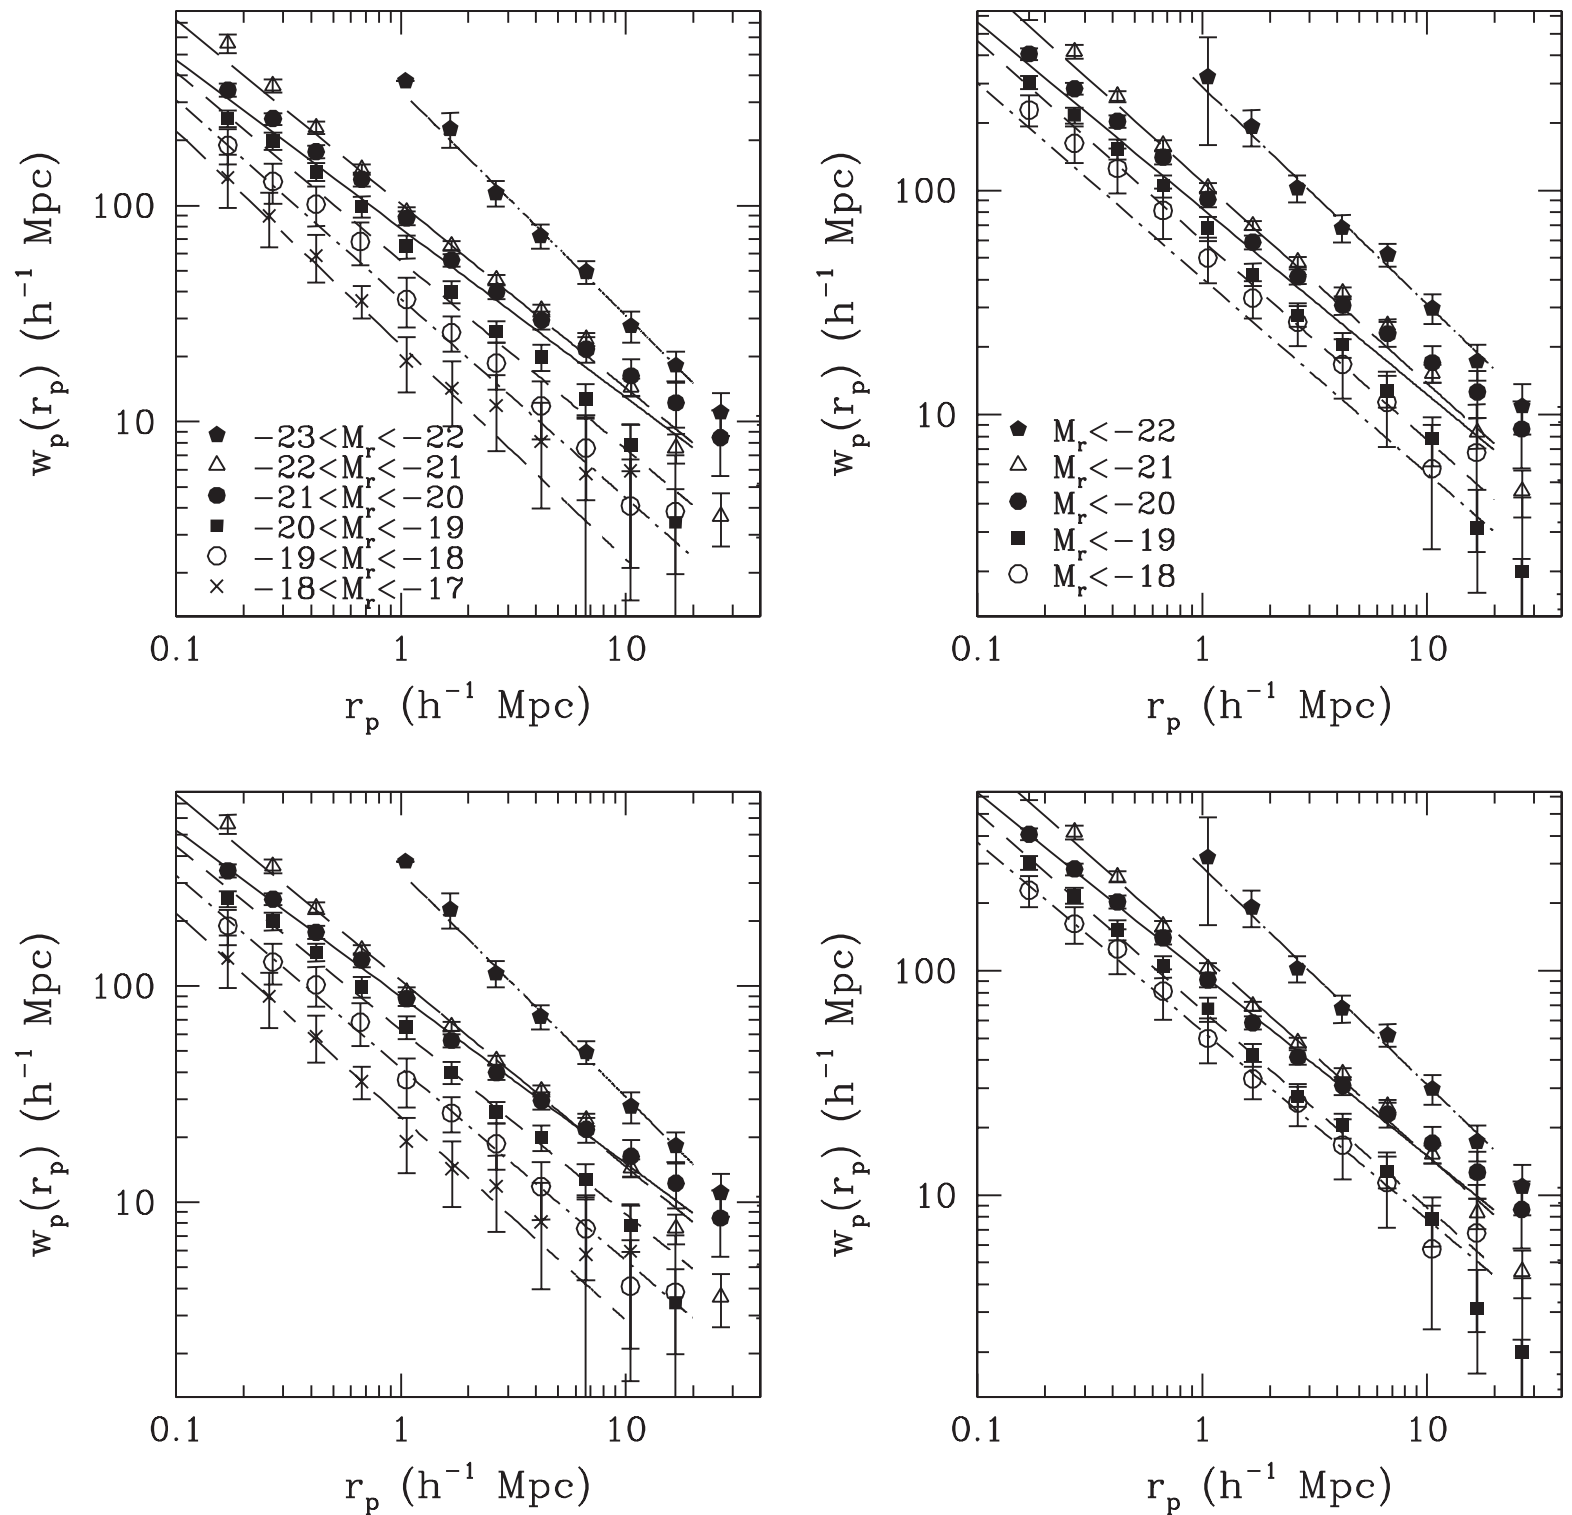 w_p(r_p) (h^{-1} Mpc)
100
10
-23<M_r<-22
-22<M_r<-21
-21<M_r<-20
-20<M_r<-19
-19<M_r<-18
-18<M_r<-17
0.1 1 10
r_p (h^{-1} Mpc)
w_p(r_p) (h^{-1} Mpc)
100
10
M_r<-22
M_r<-21
M_r<-20
M_r<-19
M_r<-18
0.1 1 10
r_p (h^{-1} Mpc)
w_p(r_p) (h^{-1} Mpc)
100
10
0.1 1 10
r_p (h^{-1} Mpc)
w_p(r_p) (h^{-1} Mpc)
100
10
0.1 1 10
r_p (h^{-1} Mpc)